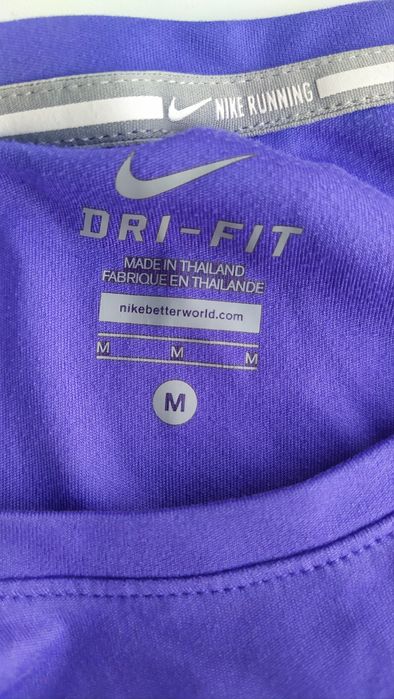 NIKE RUNNING
DRI-FIT
MADE IN THAILAND
FABRIQUE EN THAILANDE
nikebetterworld.com
M M M
M